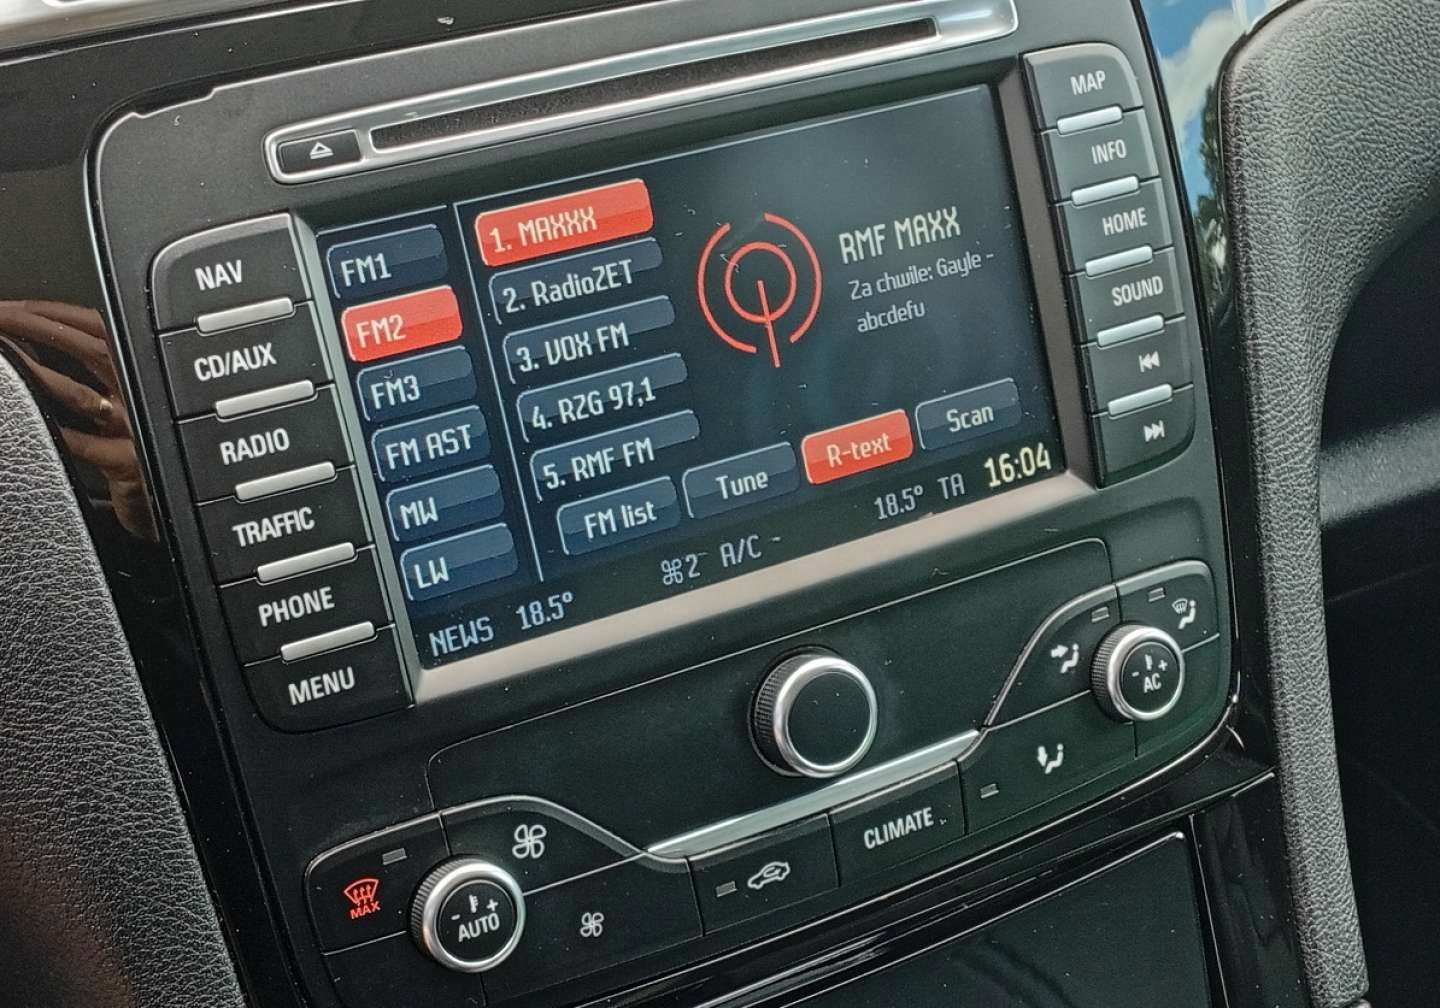 NAV
CD/AUX
RADIO
TRAFFIC
PHONE
MENU
FM1
FM2
FM3
FM AST
MW
LW
1. MAXXX
2. RadioZET
3. VOX FM
4. RZG 97,1
5. RMF FM
RMF MAXX
Za chwile: Gayle -
abcdefu
FM list
Tune
R-text
Scan
NEWS 18.5° 2 A/C - 18.5° TA 16:04
MAP
INFO
HOME
SOUND
MAX
- + AUTO
CLIMATE
- + AC